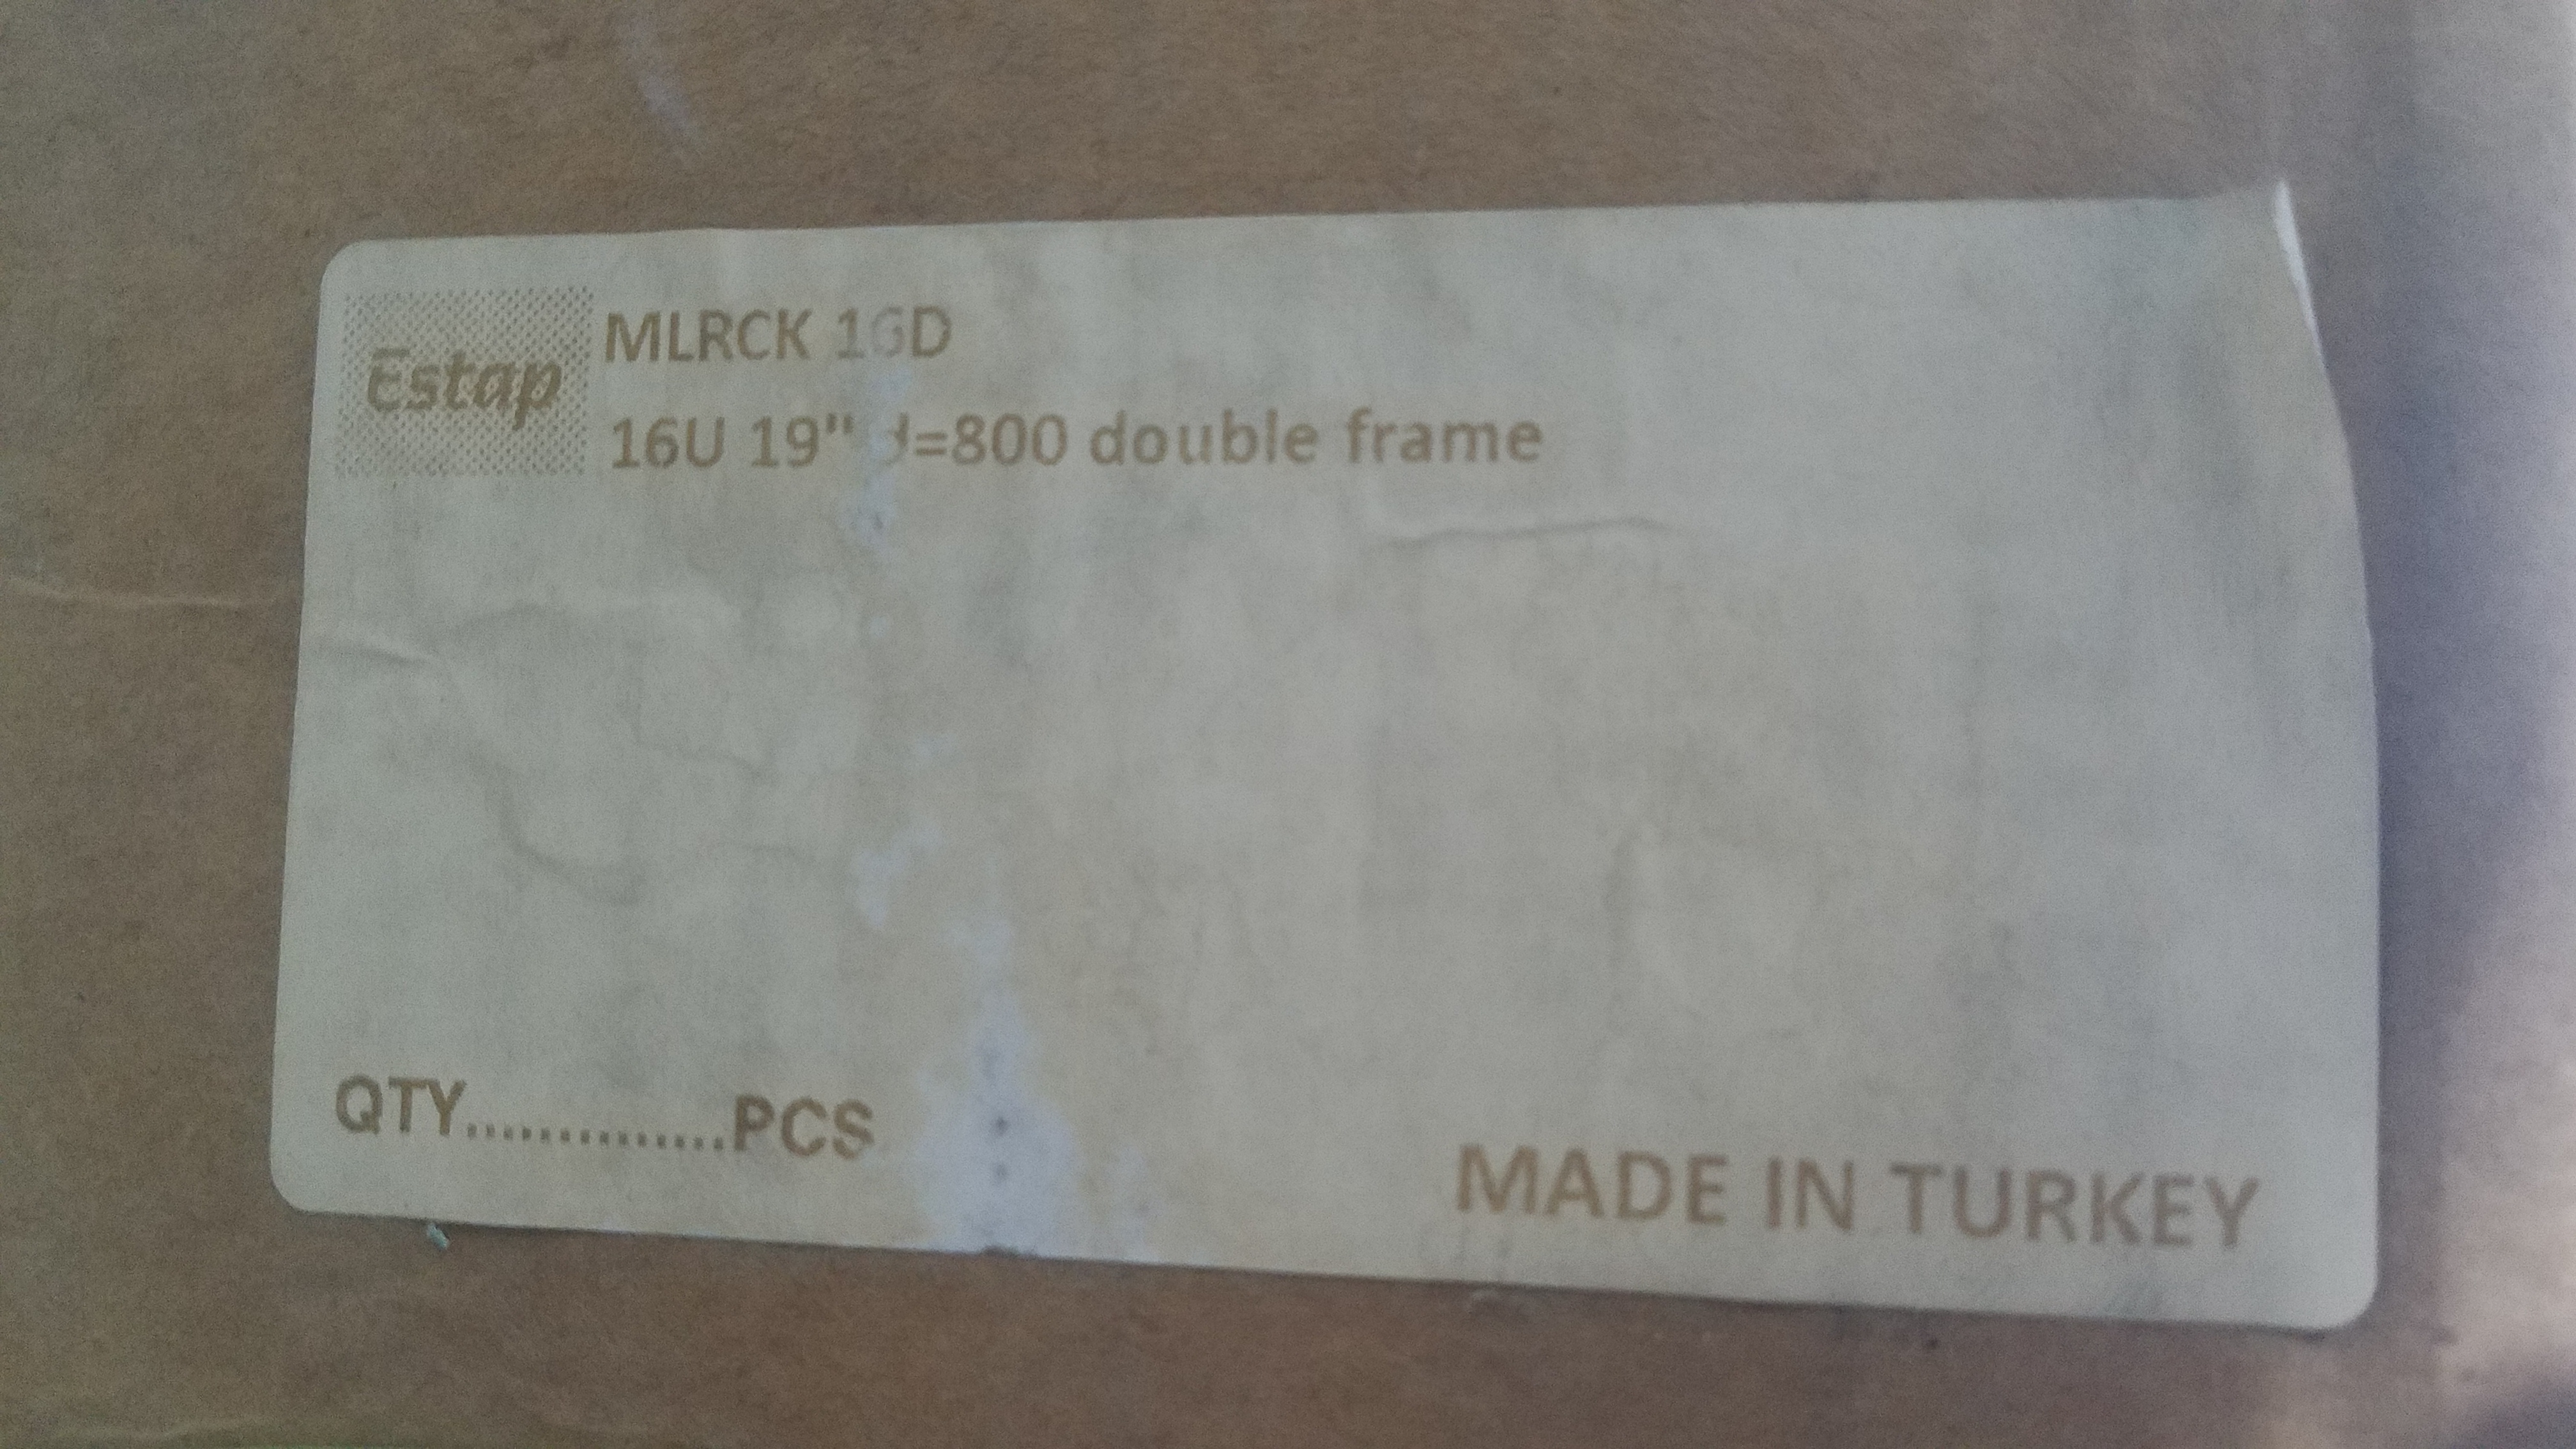 Estap
MLRCK 16D
16U 19" d=800 double frame
QTY..............PCS
MADE IN TURKEY